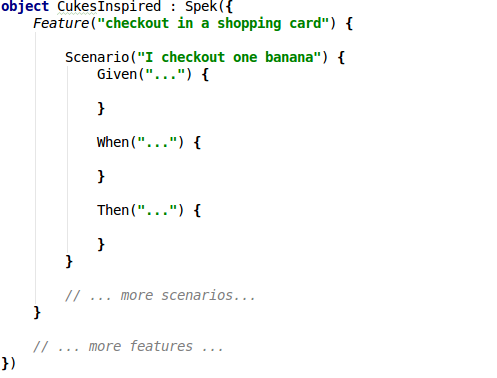 object CukesInspired : Spek({
    Feature("checkout in a shopping card") {

        Scenario("I checkout one banana") {
            Given("...") {

            }

            When("...") {

            }

            Then("...") {

            }
        }

        // ... more scenarios...
    }

    // ... more features ...
})